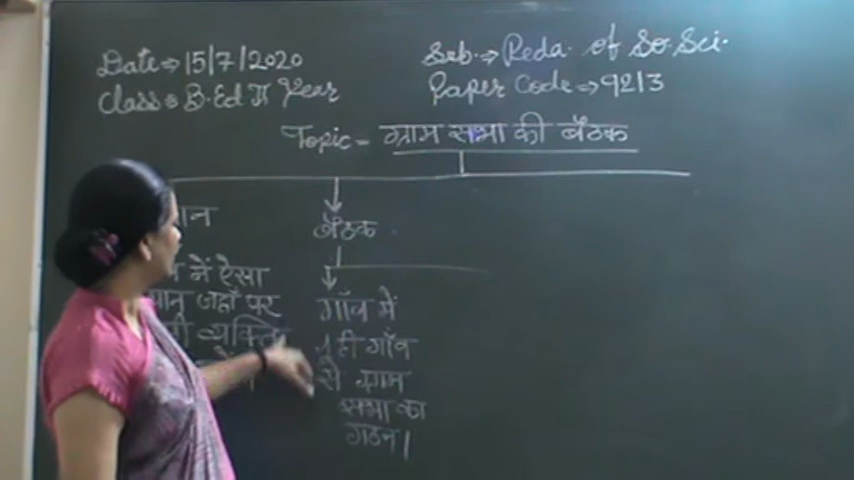 Date ⇒ 15/7/2020
Class ⇒ B.Ed II Year
Sub. ⇒ Peda. of So. Sci.
Paper Code ⇒ 9213
Topic = ग्राम सभा की बैठक
में ऐसा
जहाँ पर
व्यक्ति
बैठक
गाँव में
ही गाँव
से ग्राम
सभा का
गठन।